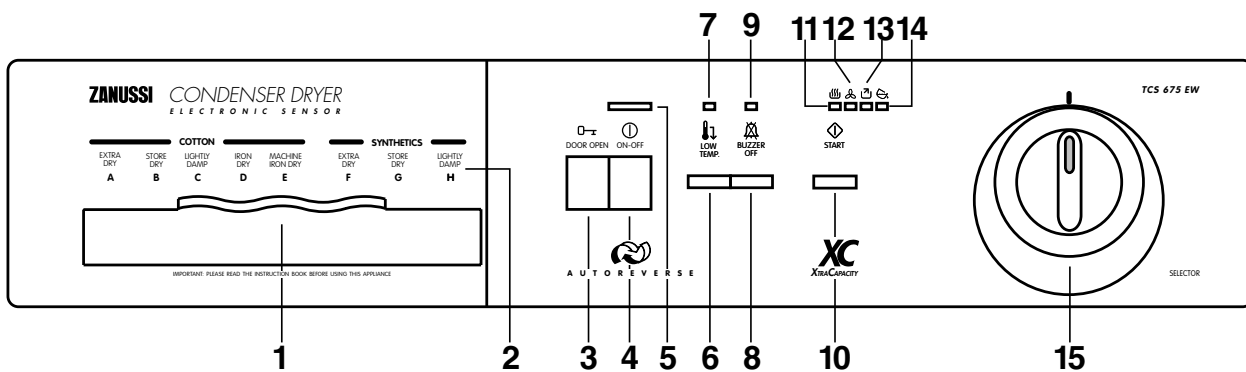 7 9 11 12 13 14
ZANUSSI CONDENSER DRYER
ELECTRONIC SENSOR
TCS 675 EW
COTTON SYNTHETICS
EXTRA DRY A
STORE DRY B
LIGHTLY DAMP C
IRON DRY D
MACHINE IRON DRY E
EXTRA DRY F
STORE DRY G
LIGHTLY DAMP H
DOOR OPEN ON-OFF
LOW TEMP.
BUZZER OFF
START
AUTOREVERSE
XC
XTRACAPACITY
IMPORTANT: PLEASE READ THE INSTRUCTION BOOK BEFORE USING THIS APPLIANCE
SELECTOR
1 2 3 4 5 6 8 10 15